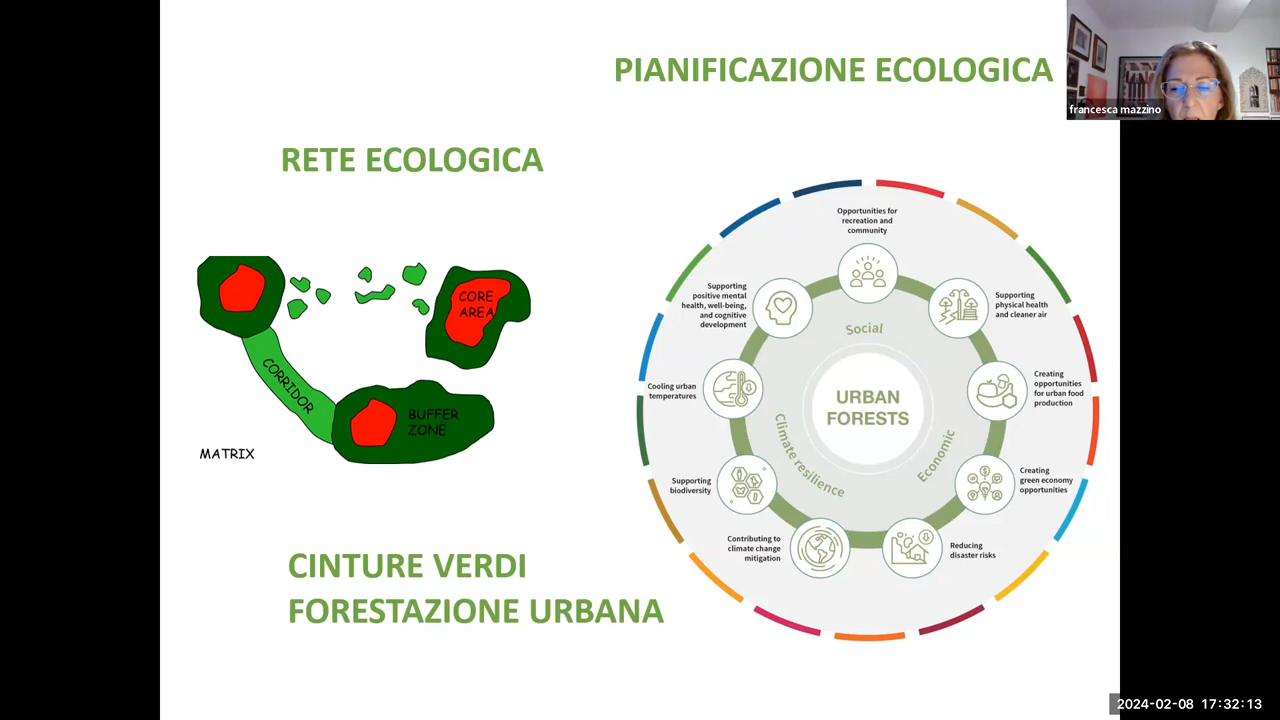 PIANIFICAZIONE ECOLOGICA
francesca mazzino
RETE ECOLOGICA
CORE
AREA
CORRIDOR
BUFFER
ZONE
MATRIX
CINTURE VERDI
FORESTAZIONE URBANA
Opportunities for
recreation and
community
Supporting
physical health
and cleaner air
Creating
opportunities
for urban food
production
Creating
green economy
opportunities
Reducing
disaster risks
Contributing to
climate change
mitigation
Supporting
biodiversity
Cooling urban
temperatures
Supporting
positive mental
health, well-being,
and cognitive
development
Social
Economic
Climate resilience
URBAN
FORESTS
2024-02-08 17:32:13